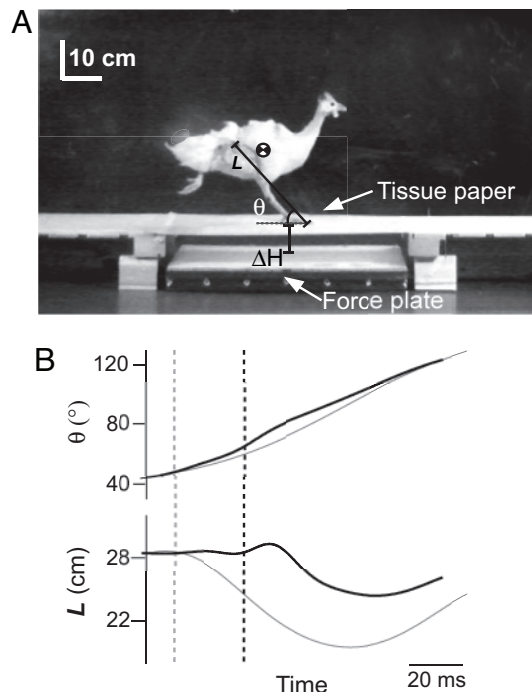 A
10 cm
L
θ
Tissue paper
ΔH
Force plate
B
120
80
40
θ (°)
28
22
L (cm)
Time
20 ms